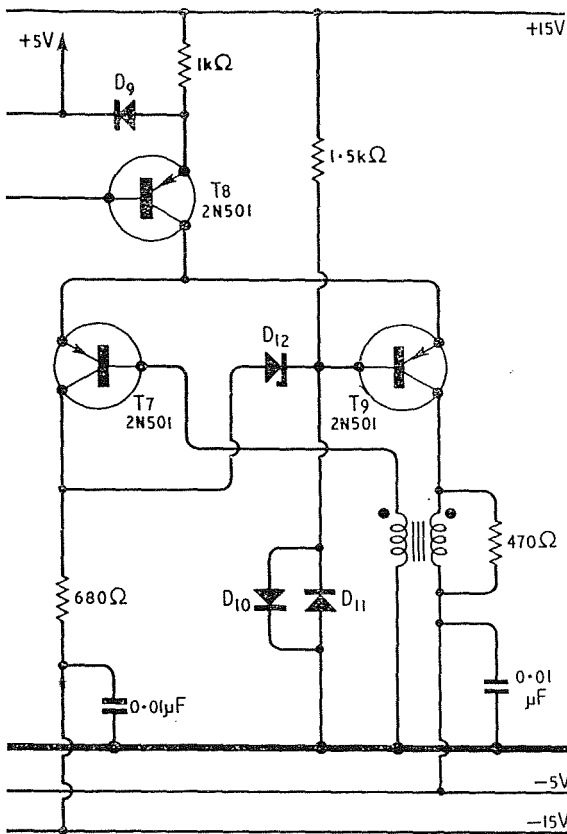 +15V
+5V
1kΩ
D9
1·5kΩ
T8
2N501
D12
T7
2N501
T9
2N501
470Ω
680Ω
D10
D11
0·01µF
0·01
µF
−5V
−15V